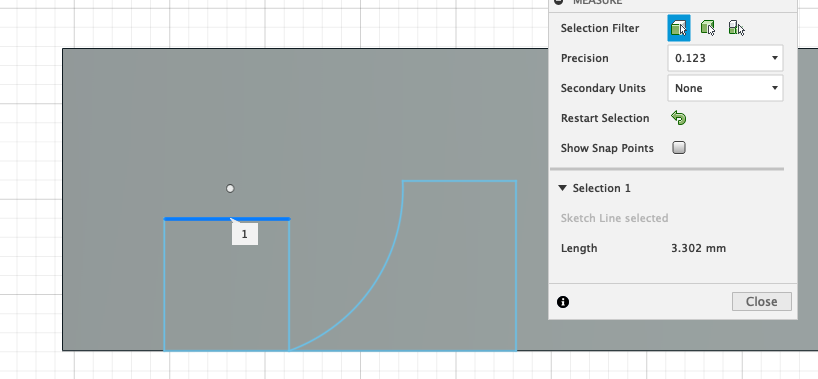 MEASURE
Selection Filter
Precision 0.123
Secondary Units None
Restart Selection
Show Snap Points
Selection 1
Sketch Line selected
1
Length 3.302 mm
Close